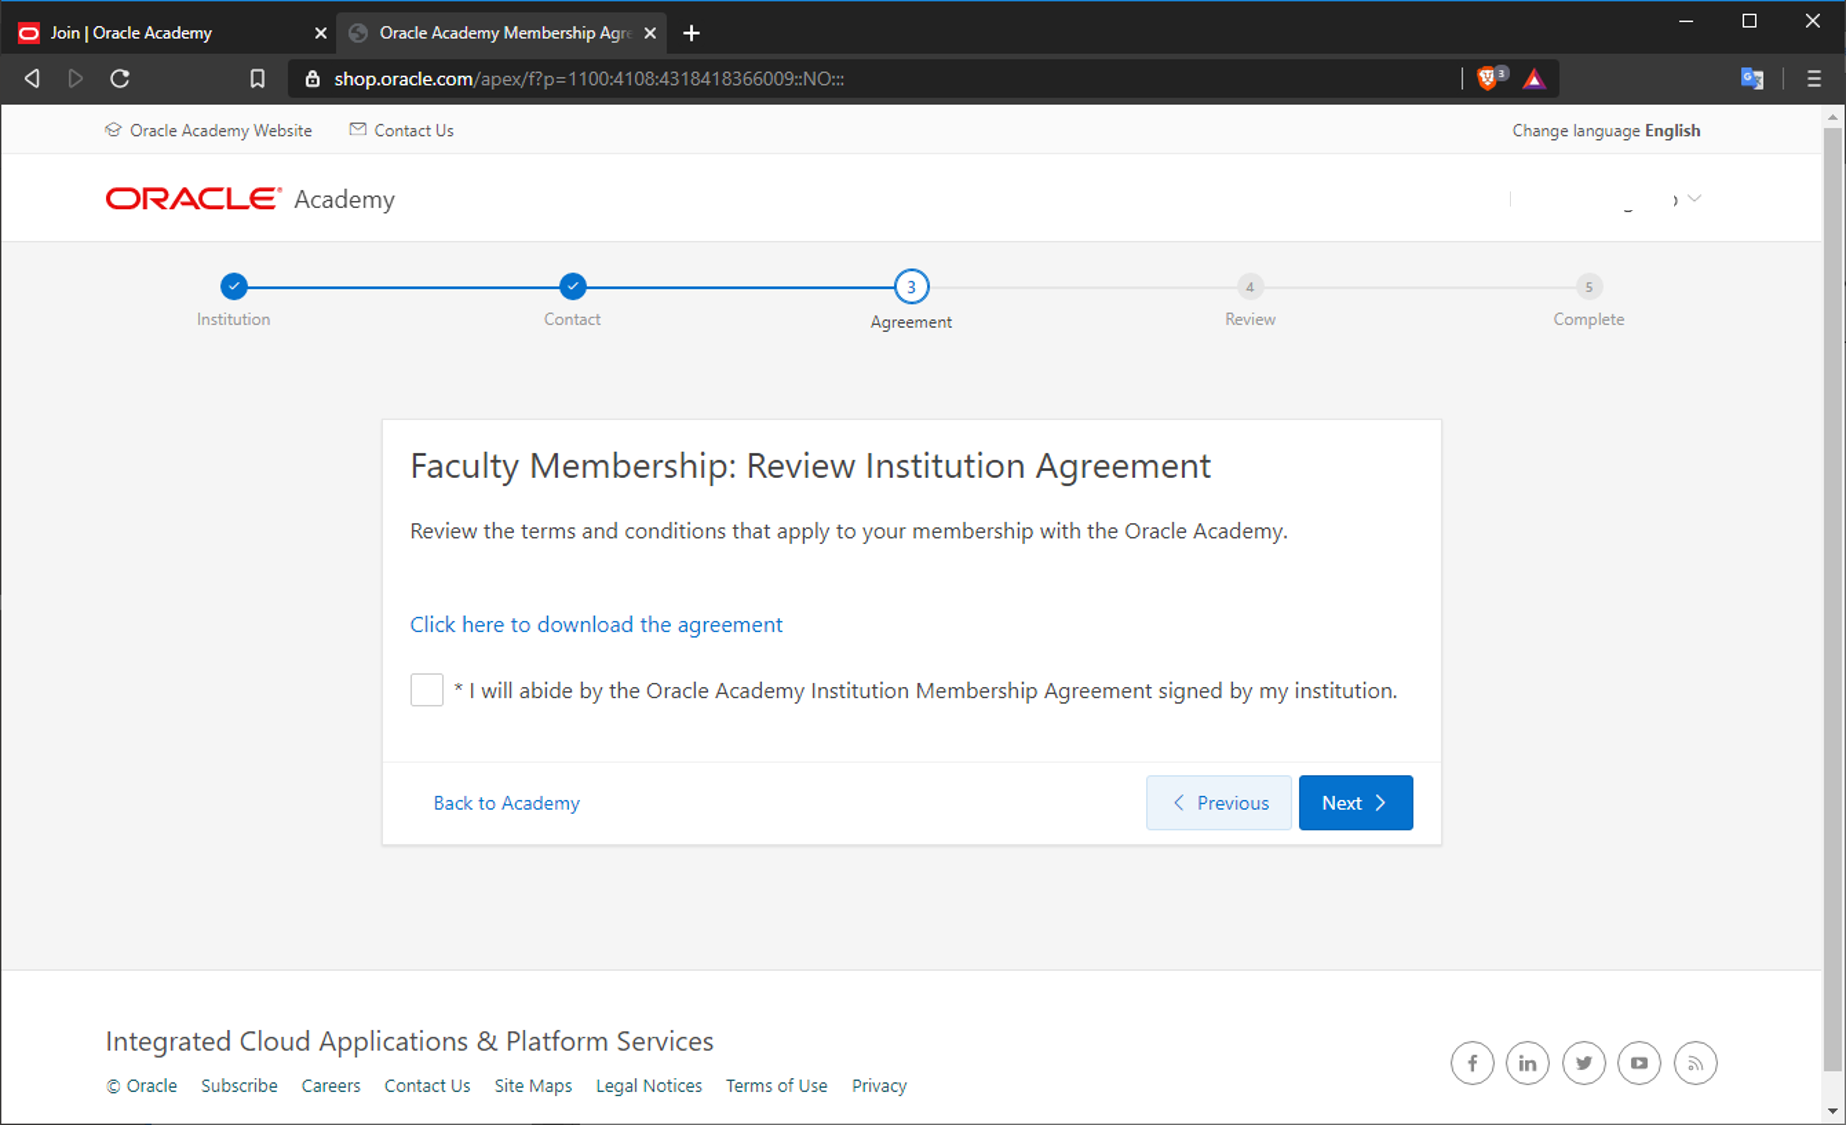 Join | Oracle Academy
Oracle Academy Membership Agre
shop.oracle.com/apex/f?p=1100:4108:4318418366009::NO:::
3
Oracle Academy Website
Contact Us
Change language English
ORACLE Academy
3
4
5
Institution
Contact
Agreement
Review
Complete
Faculty Membership: Review Institution Agreement
Review the terms and conditions that apply to your membership with the Oracle Academy.
Click here to download the agreement
* I will abide by the Oracle Academy Institution Membership Agreement signed by my institution.
Back to Academy
Previous
Next
Integrated Cloud Applications & Platform Services
© Oracle
Subscribe
Careers
Contact Us
Site Maps
Legal Notices
Terms of Use
Privacy